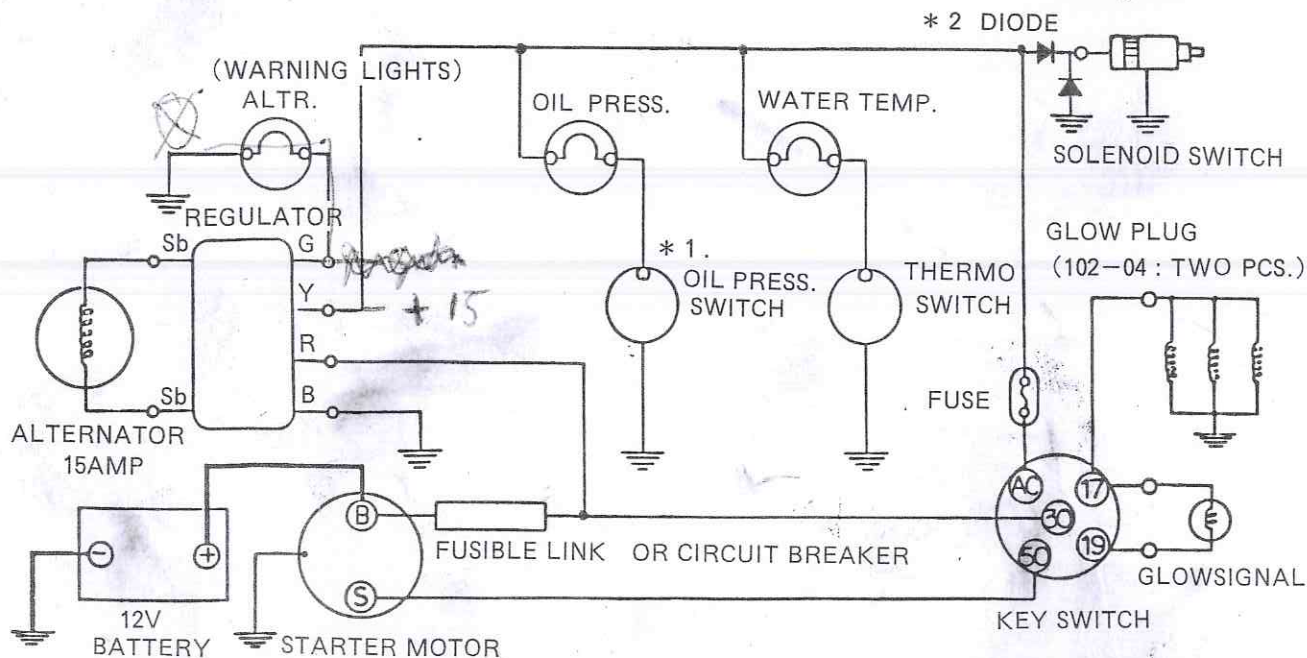 * 2 DIODE
(WARNING LIGHTS)
ALTR.
OIL PRESS.
WATER TEMP.
SOLENOID SWITCH
REGULATOR
Sb
G
Y
+ 15
R
Sb
B
* 1.
OIL PRESS.
SWITCH
THERMO
SWITCH
GLOW PLUG
(102-04 : TWO PCS.)
FUSE
ALTERNATOR
15AMP
AC
17
30
50
19
B
S
FUSIBLE LINK OR CIRCUIT BREAKER
GLOWSIGNAL
KEY SWITCH
-
+
12V
BATTERY
STARTER MOTOR